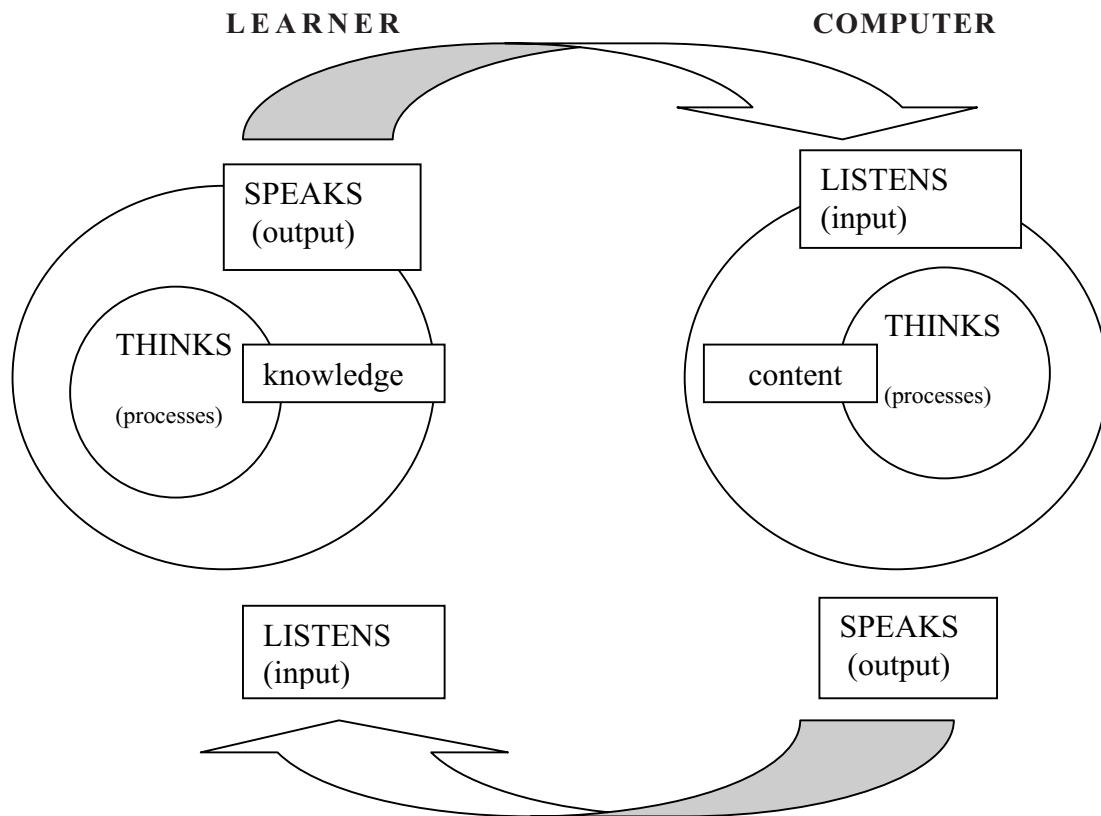 LEARNER
COMPUTER
SPEAKS
(output)
LISTENS
(input)
THINKS
(processes)
knowledge
content
THINKS
(processes)
LISTENS
(input)
SPEAKS
(output)